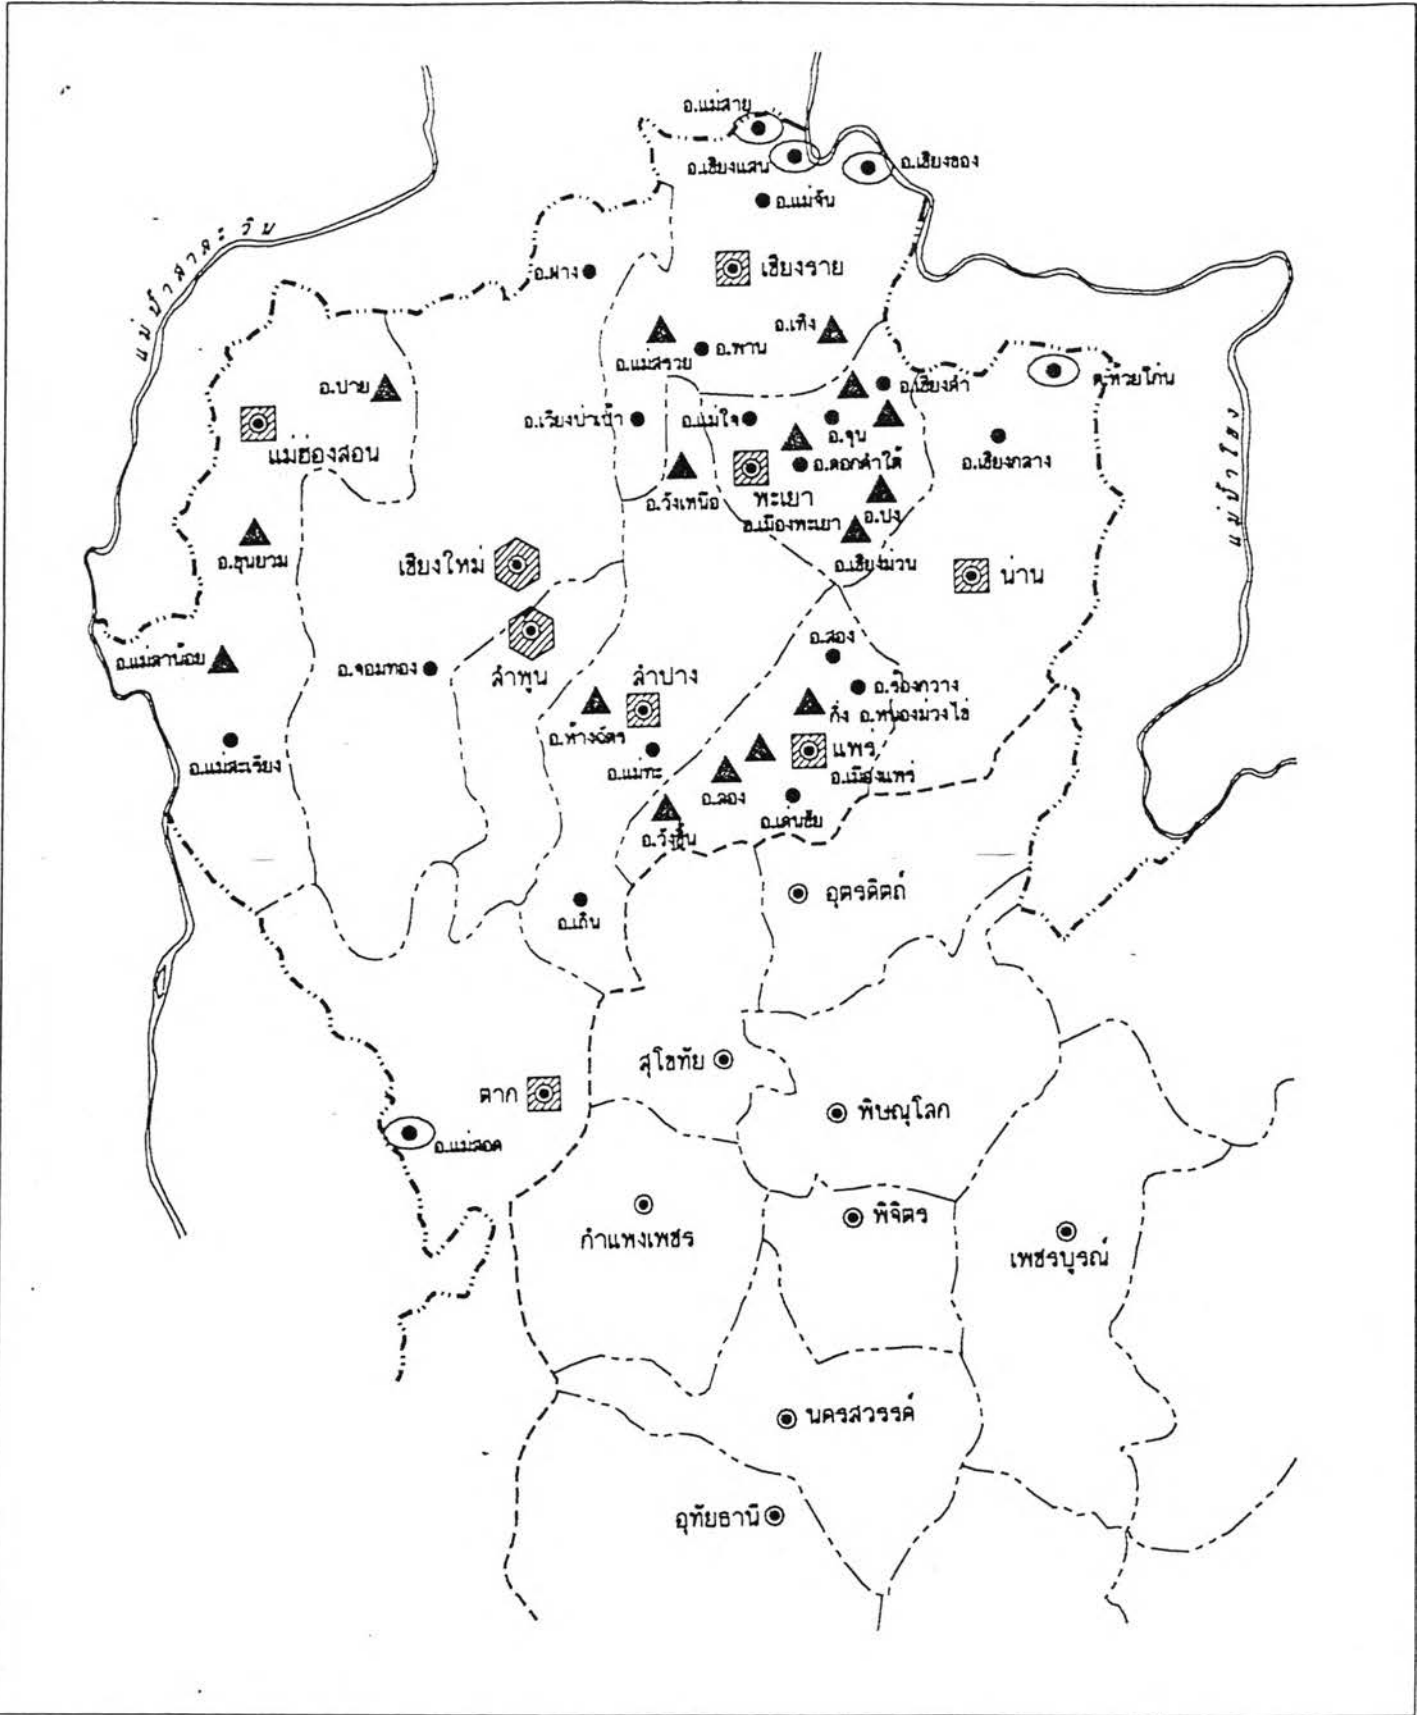 อ.แม่สาย
อ.เชียงแสน
อ.เชียงของ
อ.แม่จัน
แม่น้ำสาละวิน
อ.ฝาง
เชียงราย
อ.เทิง
อ.แม่สรวย
อ.พาน
อ.ปาย
อ.เชียงคำ
ต.ห้วยโก๋น
แม่น้ำโขง
อ.เวียงป่าเป้า
อ.แม่ใจ
อ.จุน
แม่ฮ่องสอน
อ.ดอกคำใต้
อ.เชียงกลาง
อ.วังเหนือ
พะเยา
อ.เมืองพะเยา
อ.ปง
อ.ขุนยวม
เชียงใหม่
อ.เชียงม่วน
น่าน
อ.สอง
อ.แม่ลาน้อย
อ.จอมทอง
ลำพูน
ลำปาง
อ.ร้องกวาง
กิ่ง อ.หนองม่วงไข่
อ.ห้างฉัตร
แพร่
อ.แม่สะเรียง
อ.แม่ทะ
อ.เมืองแพร่
อ.ลอง
อ.เด่นชัย
อ.วังชิ้น
อุตรดิตถ์
อ.เถิน
สุโขทัย
ตาก
พิษณุโลก
อ.แม่สอด
พิจิตร
กำแพงเพชร
เพชรบูรณ์
นครสวรรค์
อุทัยธานี